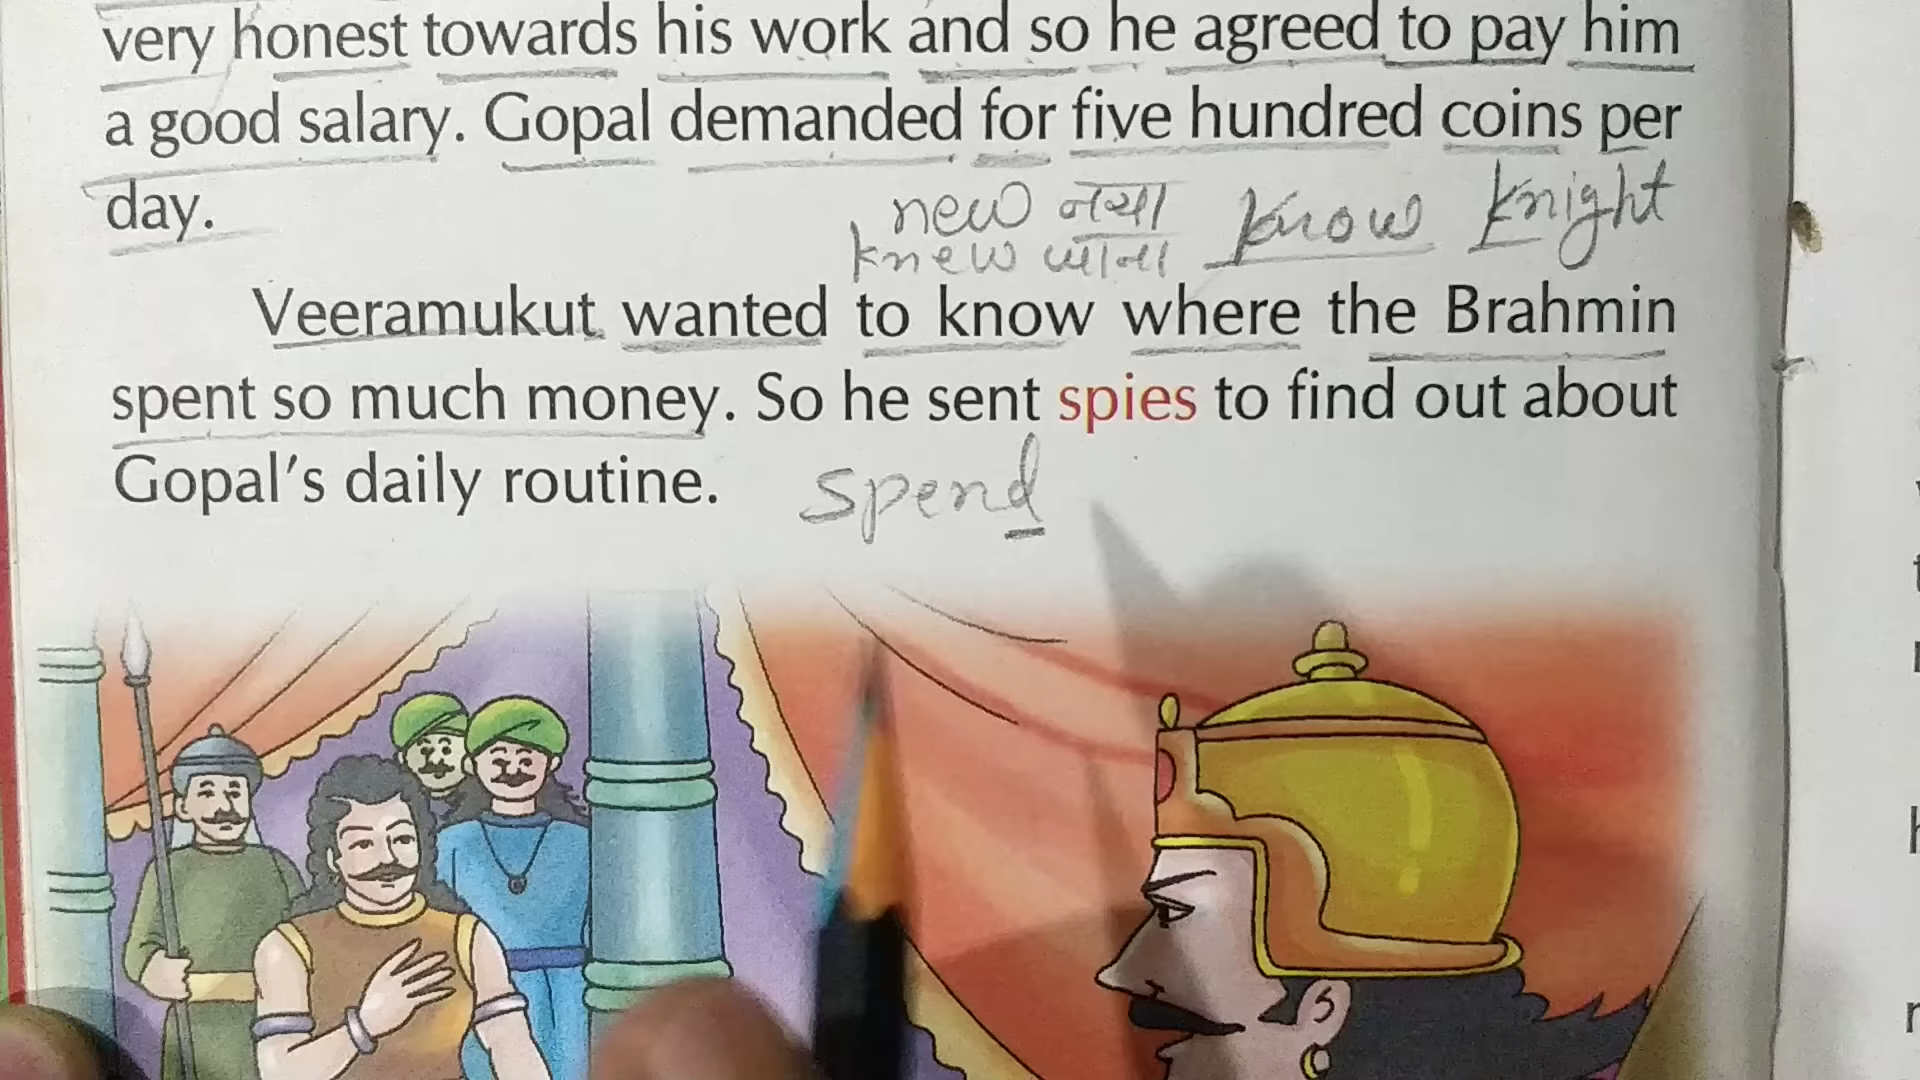 very honest towards his work and so he agreed to pay him
a good salary. Gopal demanded for five hundred coins per
day.
new नया know knight
knew जाना
Veeramukut wanted to know where the Brahmin
spent so much money. So he sent spies to find out about
Gopal's daily routine.
spend